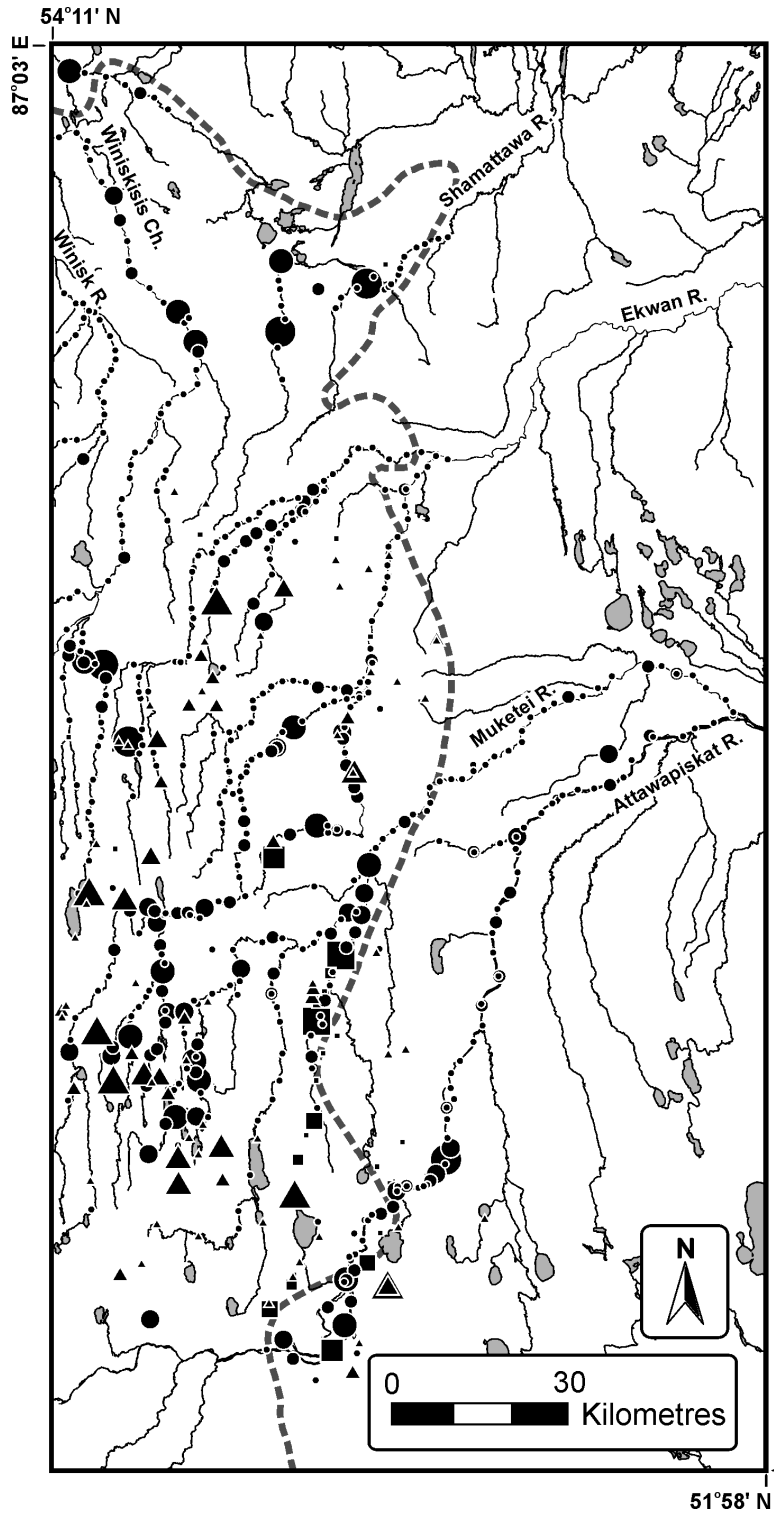 54°11' N
87°03' E
Winiskisis Ch.
Shamattawa R.
Winisk R.
Ekwan R.
Muketei R.
Attawapiskat R.
N
0 30
Kilometres
51°58' N